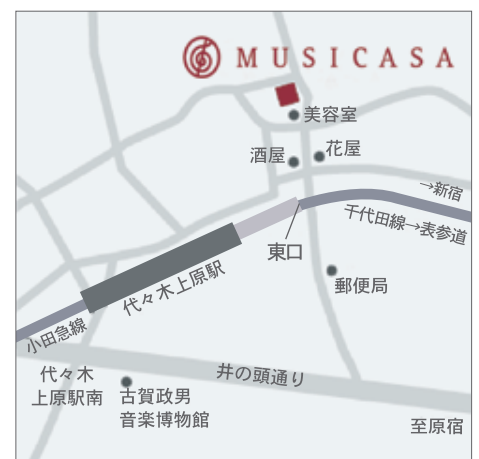 MUSICASA
美容室
酒屋
花屋
→新宿
千代田線→表参道
東口
代々木上原駅
郵便局
小田急線
井の頭通り
代々木
上原駅南
古賀政男
音楽博物館
至原宿